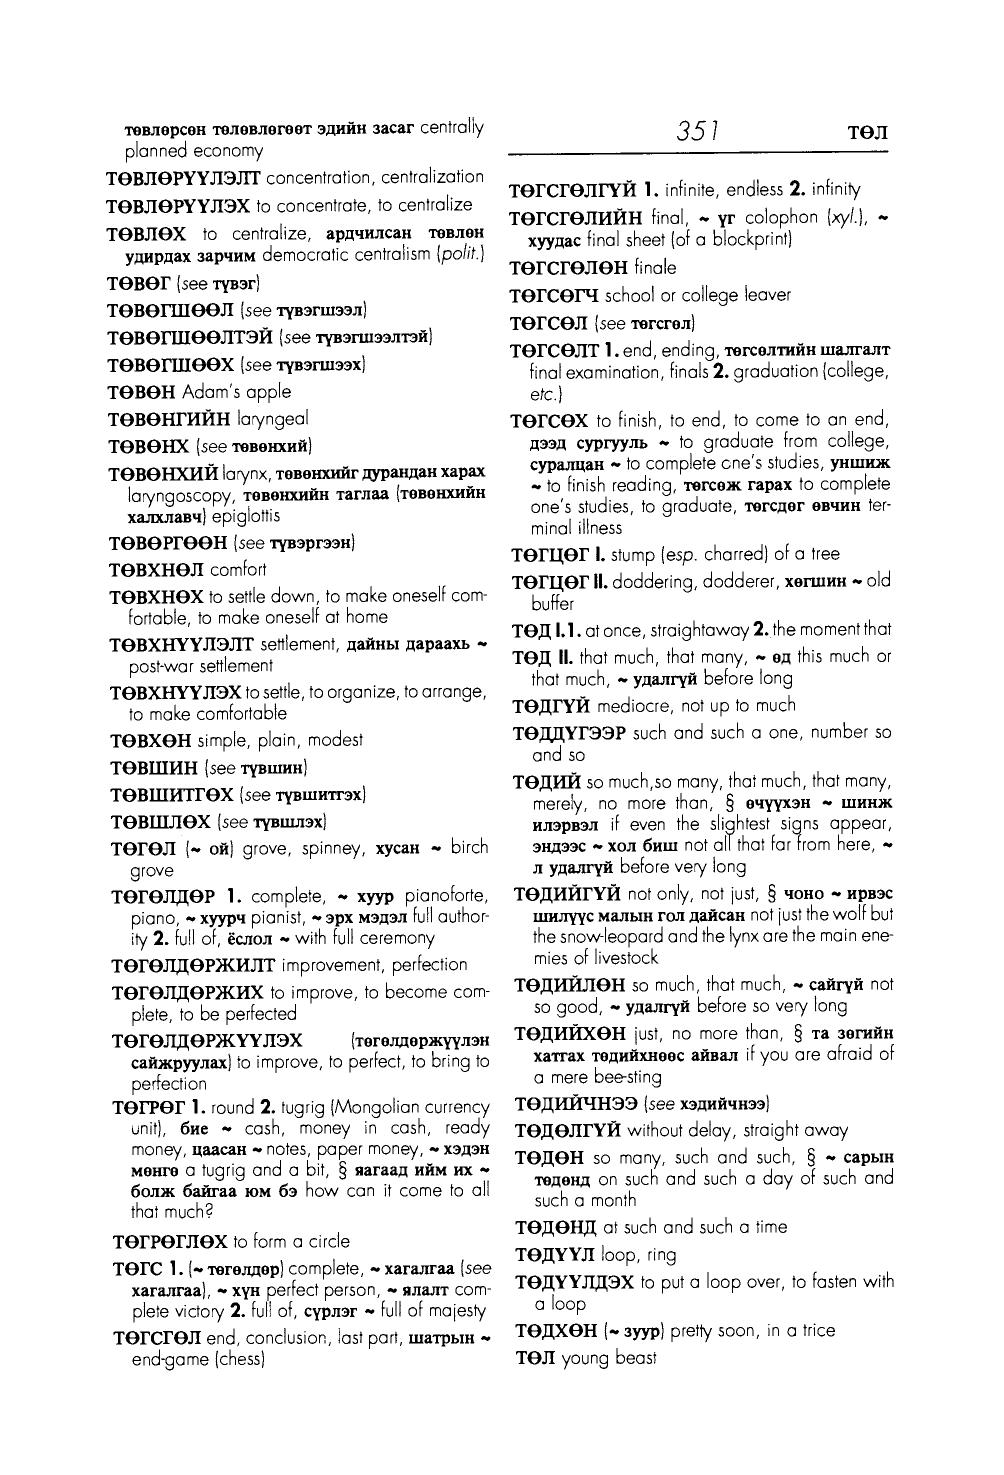 төвлөрсөн төлөвлөгөөт эдийн засаг centrally
planned economy
ТӨВЛӨРҮҮЛЭЛТ concentration, centralization
ТӨВЛӨРҮҮЛЭХ to concentrate, to centralize
ТӨВЛӨХ to centralize, ардчилсан төвлөн
удирдах зарчим democratic centralism (polit.)
ТӨВӨГ (see түвэг)
ТӨВӨГШӨӨЛ (see түвэгшээл)
ТӨВӨГШӨӨЛТЭЙ (see түвэгшээлтэй)
ТӨВӨГШӨӨХ (see түвэгшээх)
ТӨВӨН Adam's apple
ТӨВӨНГИЙН laryngeal
ТӨВӨНХ (see төвөнхий)
ТӨВӨНХИЙ larynx, төвөнхийг дурандан харах
laryngoscopy, төвөнхийн таглаа (төвөнхийн
халхлавч) epiglottis
ТӨВӨРГӨӨН (see түвэргээн)
ТӨВХНӨЛ comfort
ТӨВХНӨХ to settle down, to make oneself com-
fortable, to make oneself at home
ТӨВХНҮҮЛЭЛТ settlement, дайны дараахь ~
post-war settlement
ТӨВХНҮҮЛЭХ to settle, to organize, to arrange,
to make comfortable
ТӨВХӨН simple, plain, modest
ТӨВШИН (see түвшин)
ТӨВШИТГӨХ (see түвшитгэх)
ТӨВШЛӨХ (see түвшлэх)
ТӨГӨЛ (~ ой) grove, spinney, хусан ~ birch
grove
ТӨГӨЛДӨР 1. complete, ~ хуур pianoforte,
piano, ~ хуурч pianist, ~ эрх мэдэл full author-
ity 2. full of, ёслол ~ with full ceremony
ТӨГӨЛДӨРЖИЛТ improvement, perfection
ТӨГӨЛДӨРЖИХ to improve, to become com-
plete, to be perfected
ТӨГӨЛДӨРЖҮҮЛЭХ (төгөлдөржүүлэн
сайжруулах) to improve, to perfect, to bring to
perfection
ТӨГРӨГ 1. round 2. tugrig (Mongolian currency
unit), бие ~ cash, money in cash, ready
money, цаасан ~ notes, paper money, ~ хэдэн
мөнгө a tugrig and a bit, § яагаад ийм их ~
болж байгаа юм бэ how can it come to all
that much?
ТӨГРӨГЛӨХ to form a circle
ТӨГС 1. (~ төгөлдөр) complete, ~ хагалгаа (see
хагалгаа), ~ хүн perfect person, ~ ялалт com-
plete victory 2. full of, сүрлэг ~ full of majesty
ТӨГСГӨЛ end, conclusion, last part, шатрын ~
end-game (chess)
351 ТӨЛ
ТӨГСГӨЛГҮЙ 1. infinite, endless 2. infinity
ТӨГСГӨЛИЙН final, ~ үг colophon (xyl.), ~
хуудас final sheet (of a blockprint)
ТӨГСГӨЛӨН finale
ТӨГСӨГЧ school or college leaver
ТӨГСӨЛ (see төгсгөл)
ТӨГСӨЛТ 1. end, ending, төгсөлтийн шалгалт
final examination, finals 2. graduation (college,
etc.)
ТӨГСӨХ to finish, to end, to come to an end,
дээд сургууль ~ to graduate from college,
суралцан ~ to complete cne's studies, уншиж
~ to finish reading, төгсөж гарах to complete
one's studies, to graduate, төгсдөг өвчин ter-
minal illness
ТӨГЦӨГ I. stump (esp. charred) of a tree
ТӨГЦӨГ II. doddering, dodderer, хөгшин ~ old
buffer
ТӨД I.1. at once, straightaway 2. the moment that
ТӨД II. that much, that many, ~ өд this much or
that much, ~ удалгүй before long
ТӨДГҮЙ mediocre, not up to much
ТӨДДҮГЭЭР such and such a one, number so
and so
ТӨДИЙ so much,so many, that much, that many,
merely, no more than, § өчүүхэн ~ шинж
илэрвэл if even the slightest signs appear,
эндээс ~ хол биш not all that far from here, ~
л удалгүй before very long
ТӨДИЙГҮЙ not only, not just, § чоно ~ ирвэс
шилүүс малын гол дайсан not just the wolf but
the snow-leopard and the lynx are the main ene-
mies of livestock
ТӨДИЙЛӨН so much, that much, ~ сайгүй not
so good, ~ удалгүй before so very long
ТӨДИЙХӨН just, no more than, § та зөгийн
хатгах төдийхнөөс айвал if you are afraid of
a mere bee-sting
ТӨДИЙЧНЭЭ (see хэдийчнээ)
ТӨДӨЛГҮЙ without delay, straight away
ТӨДӨН so many, such and such, § ~ сарын
төдөнд on such and such a day of such and
such a month
ТӨДӨНД at such and such a time
ТӨДҮҮЛ loop, ring
ТӨДҮҮЛДЭХ to put a loop over, to fasten with
a loop
ТӨДХӨН (~ зуур) pretty soon, in a trice
ТӨЛ young beast